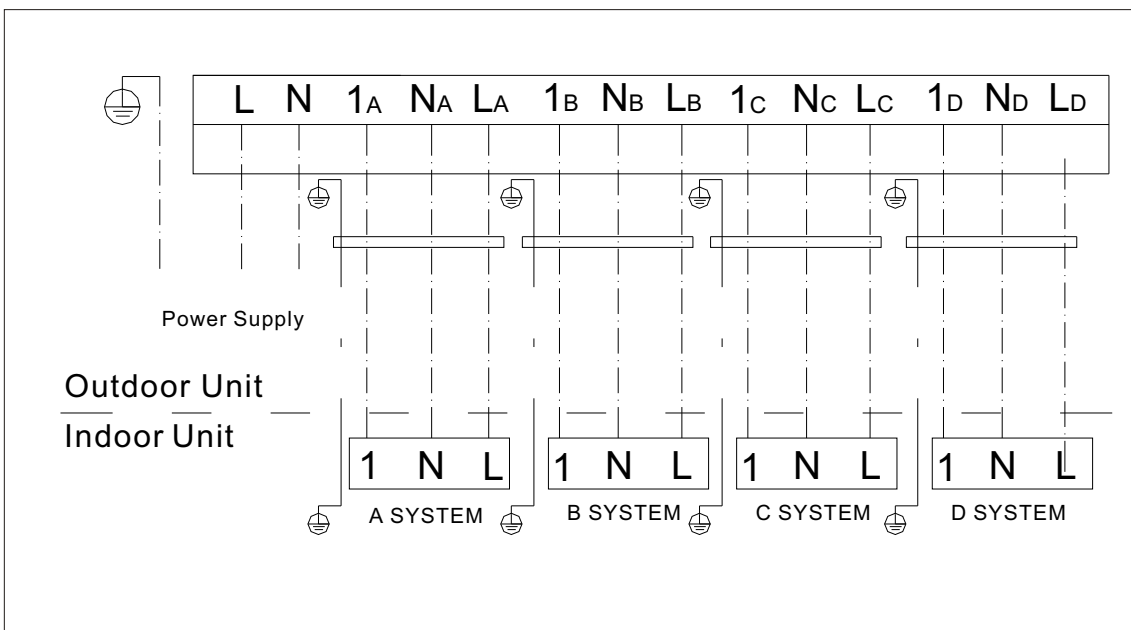 L N 1A NA LA 1B NB LB 1C NC LC 1D ND LD
Power Supply
Outdoor Unit
Indoor Unit
1 N L 1 N L 1 N L 1 N L
A SYSTEM B SYSTEM C SYSTEM D SYSTEM